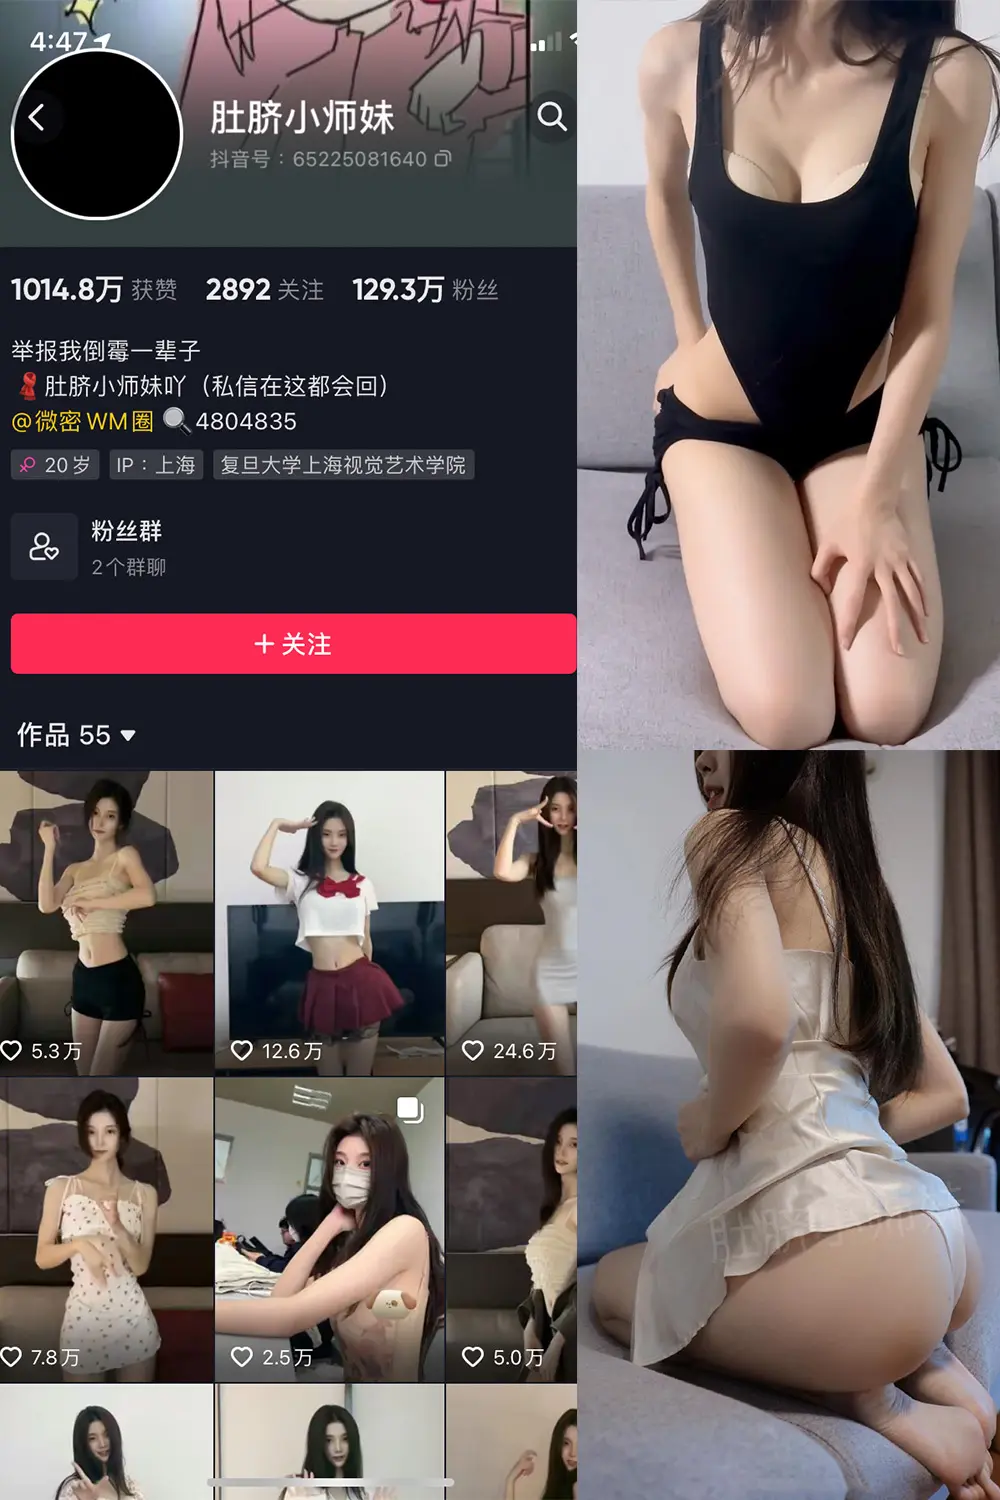 4:47
肚脐小师妹
抖音号：65225081640
1014.8万 获赞 2892 关注 129.3万 粉丝
举报我倒霉一辈子
肚脐小师妹吖（私信在这都会回）
@微密WM圈 4804835
20岁 IP：上海 复旦大学上海视觉艺术学院
粉丝群
2个群聊
+ 关注
作品 55
5.3万 12.6万 24.6万
7.8万 2.5万 5.0万